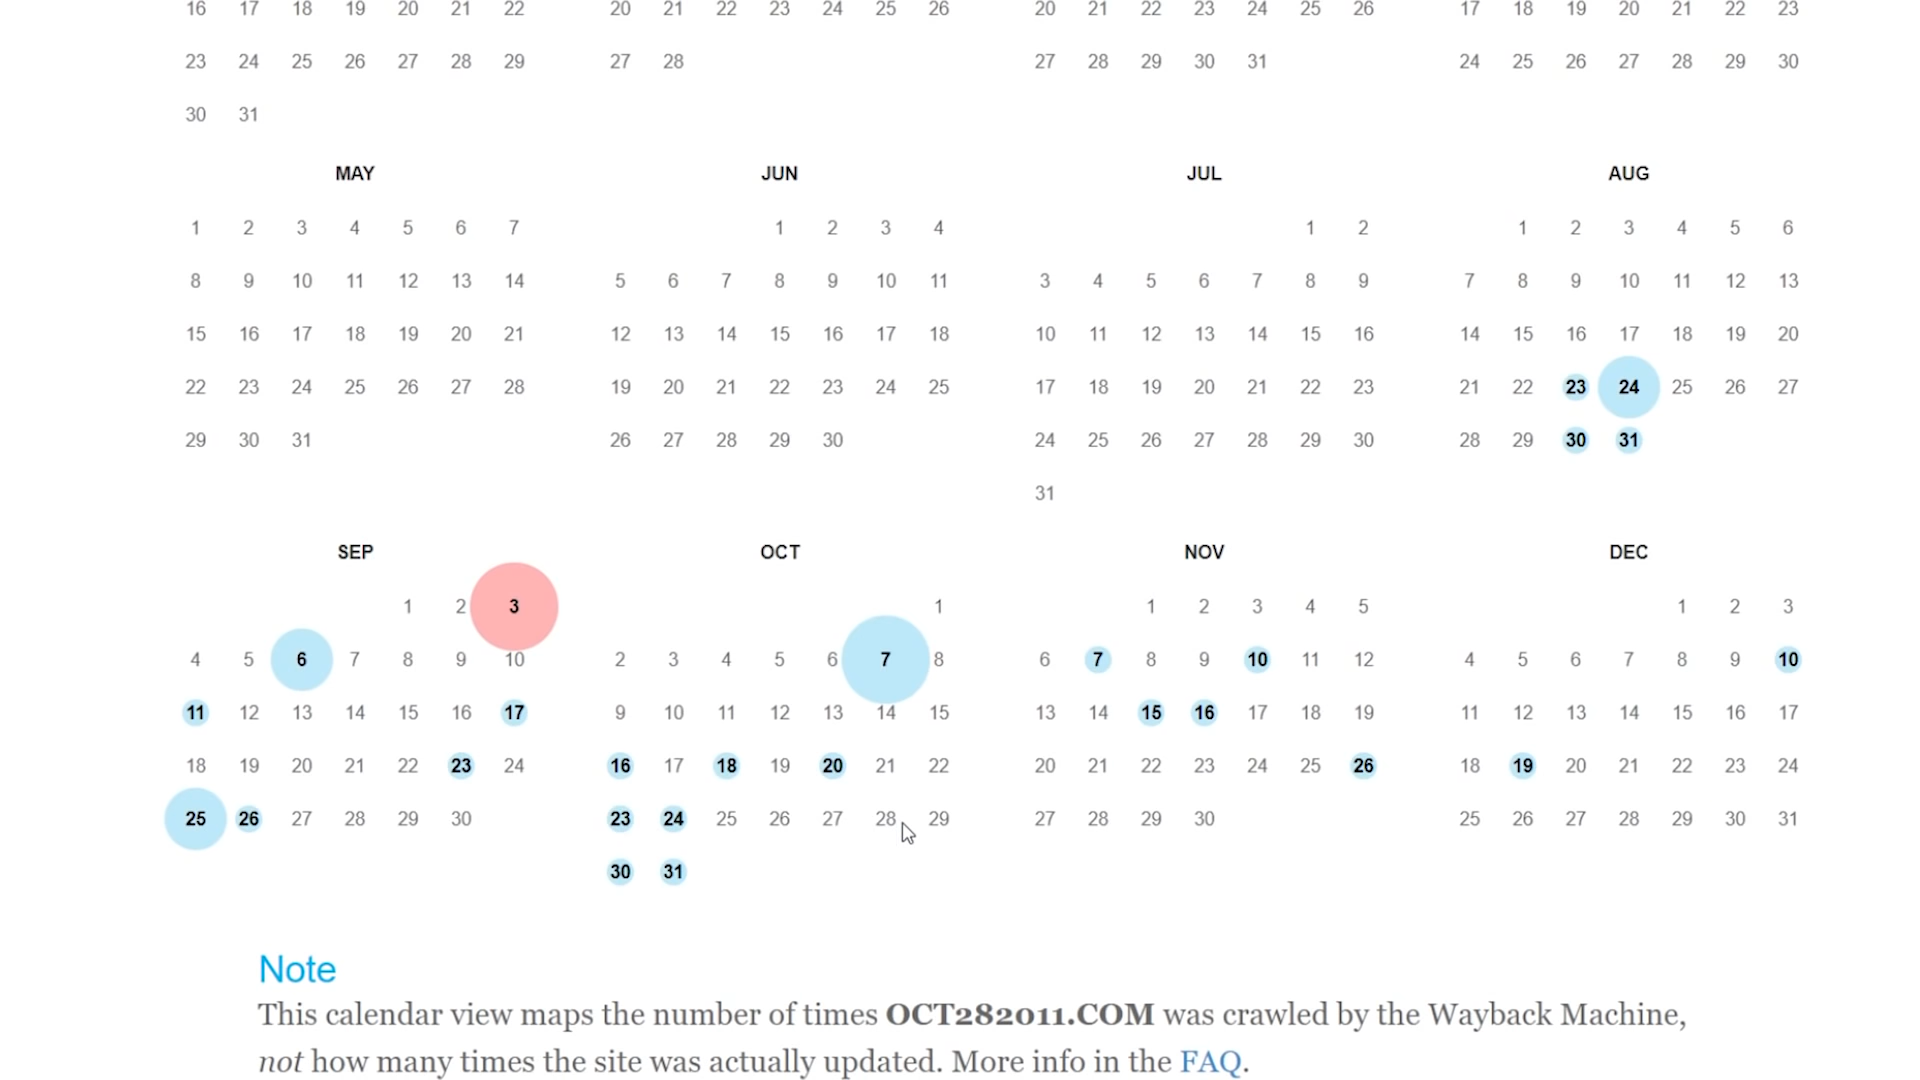 16 17 18 19 20 21 22 20 21 22 23 24 25 26 20 21 22 23 24 25 26 17 18 19 20 21 22 23
23 24 25 26 27 28 29 27 28 27 28 29 30 31 24 25 26 27 28 29 30
30 31
MAY JUN JUL AUG
1 2 3 4 5 6 7 1 2 3 4 1 2 1 2 3 4 5 6
8 9 10 11 12 13 14 5 6 7 8 9 10 11 3 4 5 6 7 8 9 7 8 9 10 11 12 13
15 16 17 18 19 20 21 12 13 14 15 16 17 18 10 11 12 13 14 15 16 14 15 16 17 18 19 20
22 23 24 25 26 27 28 19 20 21 22 23 24 25 17 18 19 20 21 22 23 21 22 23 24 25 26 27
29 30 31 26 27 28 29 30 24 25 26 27 28 29 30 28 29 30 31
31
SEP OCT NOV DEC
1 2 3 1 1 2 3 4 5 1 2 3
4 5 6 7 8 9 10 2 3 4 5 6 7 8 6 7 8 9 10 11 12 4 5 6 7 8 9 10
11 12 13 14 15 16 17 9 10 11 12 13 14 15 13 14 15 16 17 18 19 11 12 13 14 15 16 17
18 19 20 21 22 23 24 16 17 18 19 20 21 22 20 21 22 23 24 25 26 18 19 20 21 22 23 24
25 26 27 28 29 30 23 24 25 26 27 28 29 27 28 29 30 25 26 27 28 29 30 31
30 31
Note
This calendar view maps the number of times OCT282011.COM was crawled by the Wayback Machine,
not how many times the site was actually updated. More info in the FAQ.